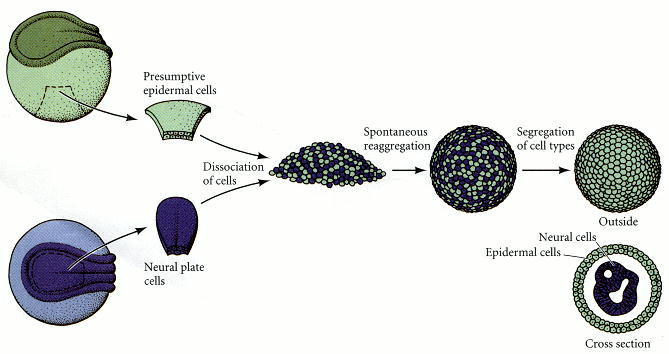 Presumptive
epidermal cells
Spontaneous
reaggregation
Segregation
of cell types
Dissociation
of cells
Outside
Neural plate
cells
Neural cells
Epidermal cells
Cross section